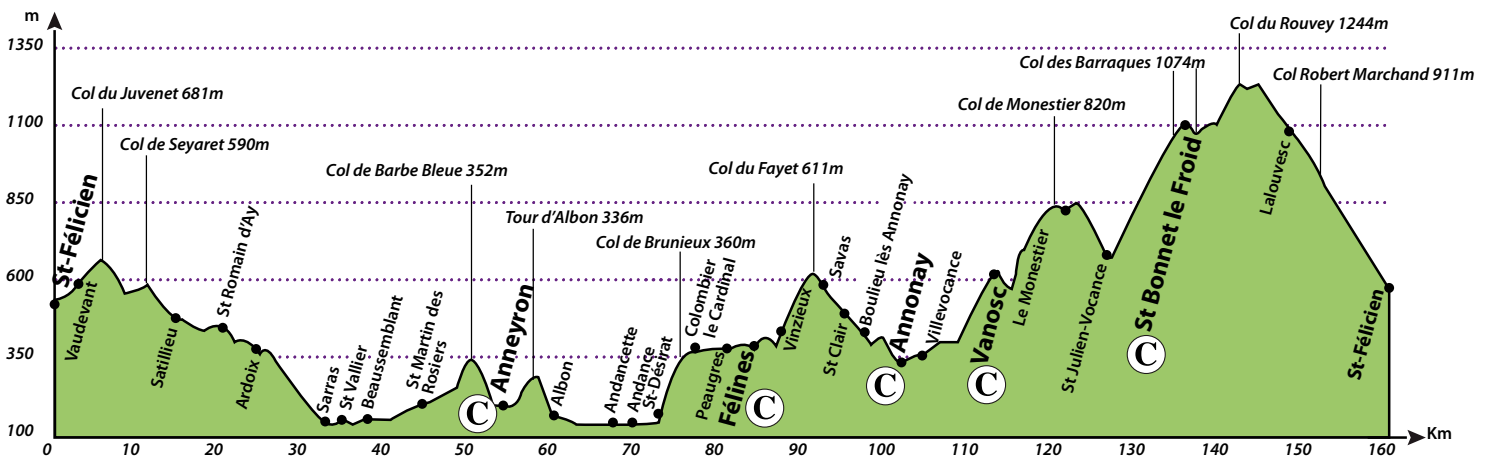 m
1350
1100
850
600
350
100
Col du Juvenet 681m
Col de Seyaret 590m
Col de Barbe Bleue 352m
Tour d'Albon 336m
Col de Brunieux 360m
Col du Fayet 611m
Col de Monestier 820m
Col des Barraques 1074m
Col du Rouvey 1244m
Col Robert Marchand 911m
St-Félicien
Vaudevant
Satillieu
St Romain d'Ay
Ardoix
Sarras
St Vallier
Beaussemblant
St Martin des
Rosiers
C
Anneyron
Albon
Andancette
Andance
St-Désirat
Colombier
le Cardinal
Peaugres
Félines
C
Vinzieux
Savas
St Clair
Boulieu lès Annonay
C
Annonay
Villevocance
C
Vanosc
Le Monestier
St Julien-Vocance
C
St Bonnet le Froid
Lalouvesc
St-Félicien
0 10 20 30 40 50 60 70 80 90 100 110 120 130 140 150 160
Km